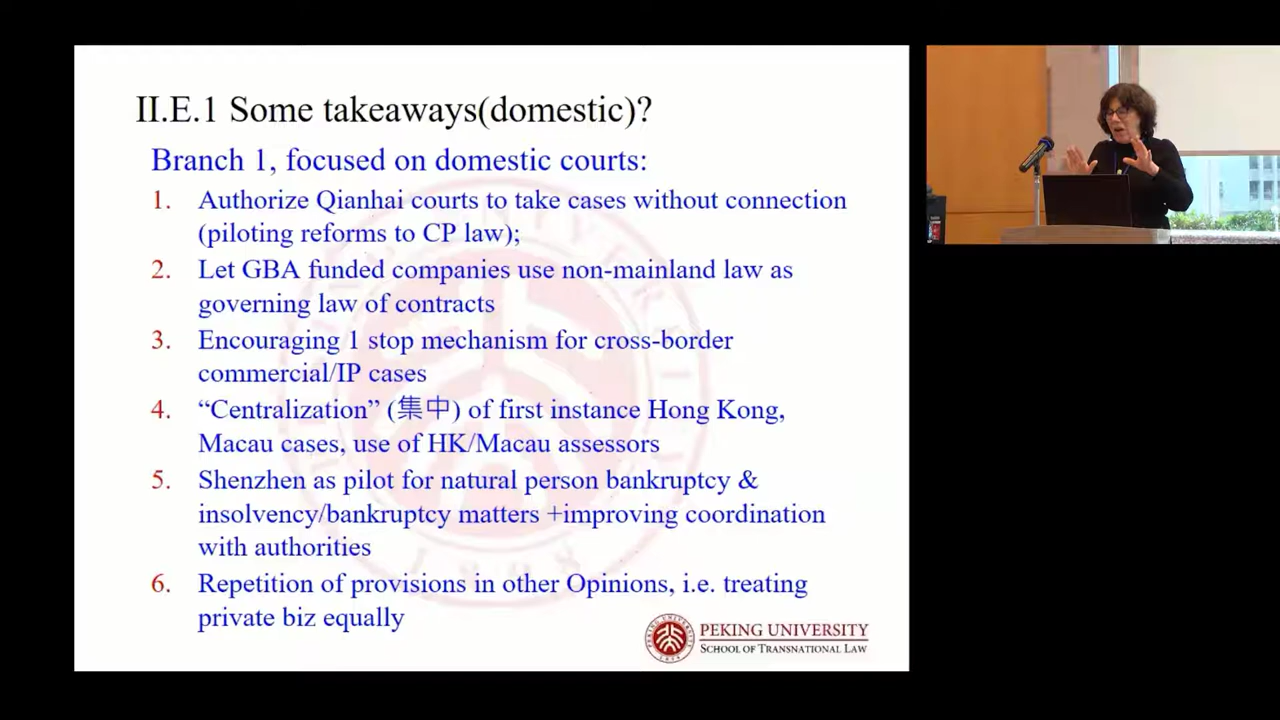 II.E.1 Some takeaways(domestic)?
Branch 1, focused on domestic courts:
1. Authorize Qianhai courts to take cases without connection
(piloting reforms to CP law);
2. Let GBA funded companies use non-mainland law as
governing law of contracts
3. Encouraging 1 stop mechanism for cross-border
commercial/IP cases
4. “Centralization” (集中) of first instance Hong Kong,
Macau cases, use of HK/Macau assessors
5. Shenzhen as pilot for natural person bankruptcy &
insolvency/bankruptcy matters +improving coordination
with authorities
6. Repetition of provisions in other Opinions, i.e. treating
private biz equally
PEKING UNIVERSITY
SCHOOL OF TRANSNATIONAL LAW